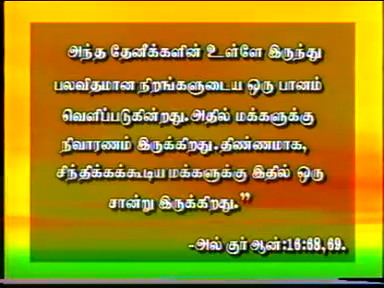 அந்த தேனீக்களின் உள்ளே இருந்து
பலவிதமான நிறங்களுடைய ஒரு பானம்
வெளிப்படுகின்றது. அதில் மக்களுக்கு
நிவாரணம் இருக்கிறது. திண்ணமாக,
சிந்திக்கக்கூடிய மக்களுக்கு இதில் ஒரு
சான்று இருக்கிறது.”
-அல் குர்ஆன்:16:68,69.